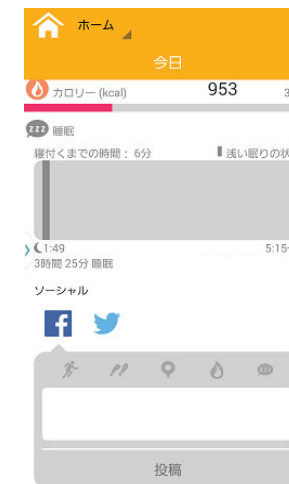 ホーム
今日
カロリー (kcal) 953 3
zzz 睡眠
寝付くまでの時間： 6分 浅い眠りの状
1:49 5:15
3時間 25分 睡眠
ソーシャル
投稿